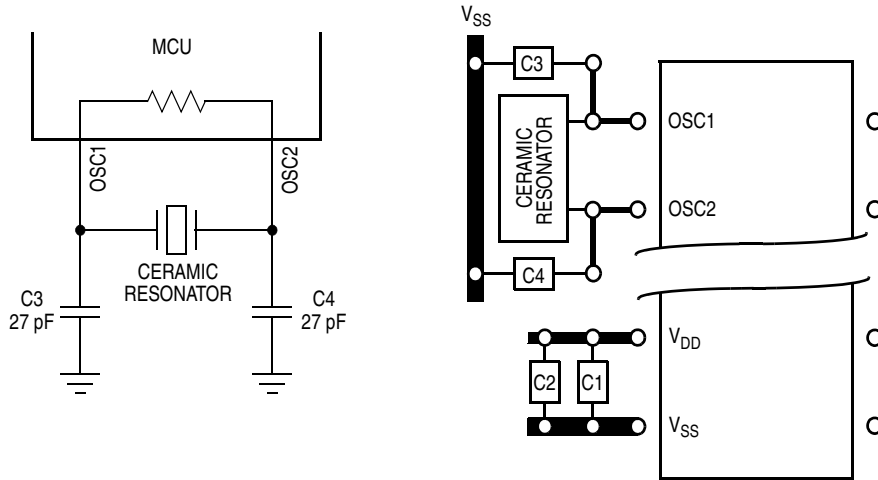 MCU
OSC1
OSC2
CERAMIC
RESONATOR
C3
27 pF
C4
27 pF
VSS
C3
CERAMIC
RESONATOR
C4
OSC1
OSC2
C2
C1
VDD
VSS